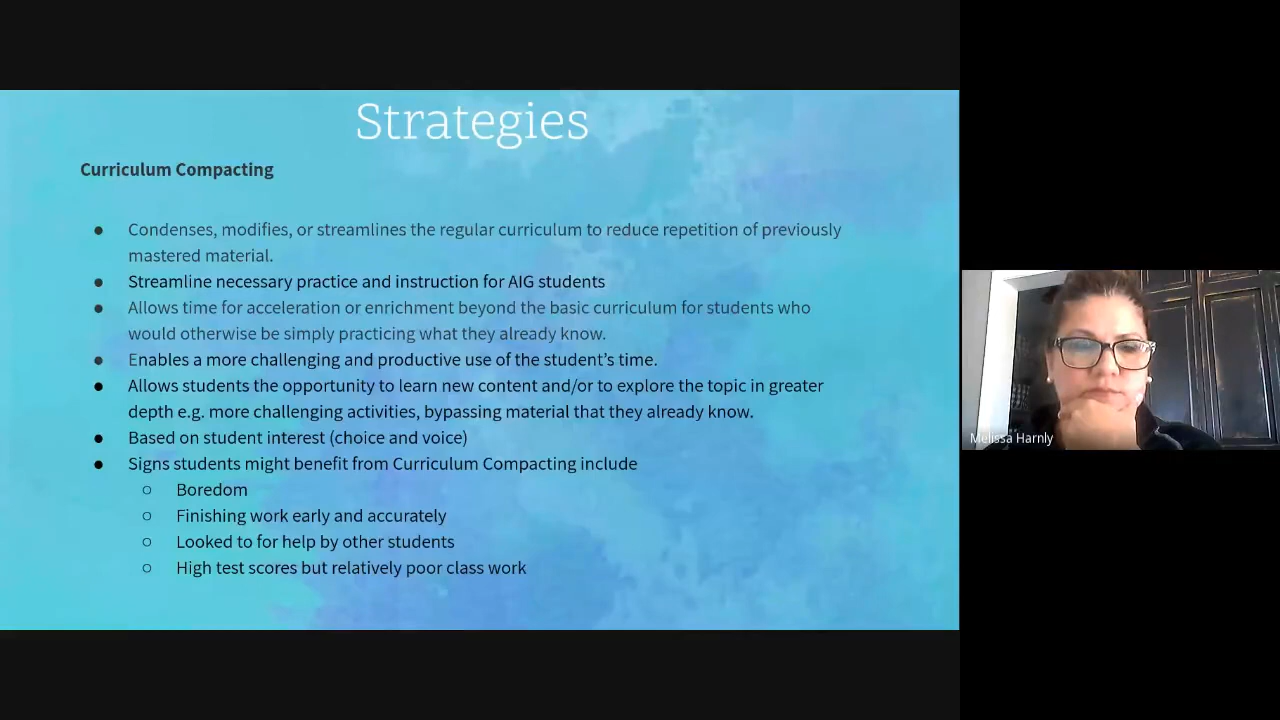 Strategies
Curriculum Compacting
● Condenses, modifies, or streamlines the regular curriculum to reduce repetition of previously
mastered material.
● Streamline necessary practice and instruction for AIG students
● Allows time for acceleration or enrichment beyond the basic curriculum for students who
would otherwise be simply practicing what they already know.
● Enables a more challenging and productive use of the student’s time.
● Allows students the opportunity to learn new content and/or to explore the topic in greater
depth e.g. more challenging activities, bypassing material that they already know.
● Based on student interest (choice and voice)
● Signs students might benefit from Curriculum Compacting include
○ Boredom
○ Finishing work early and accurately
○ Looked to for help by other students
○ High test scores but relatively poor class work
Melissa Harnly